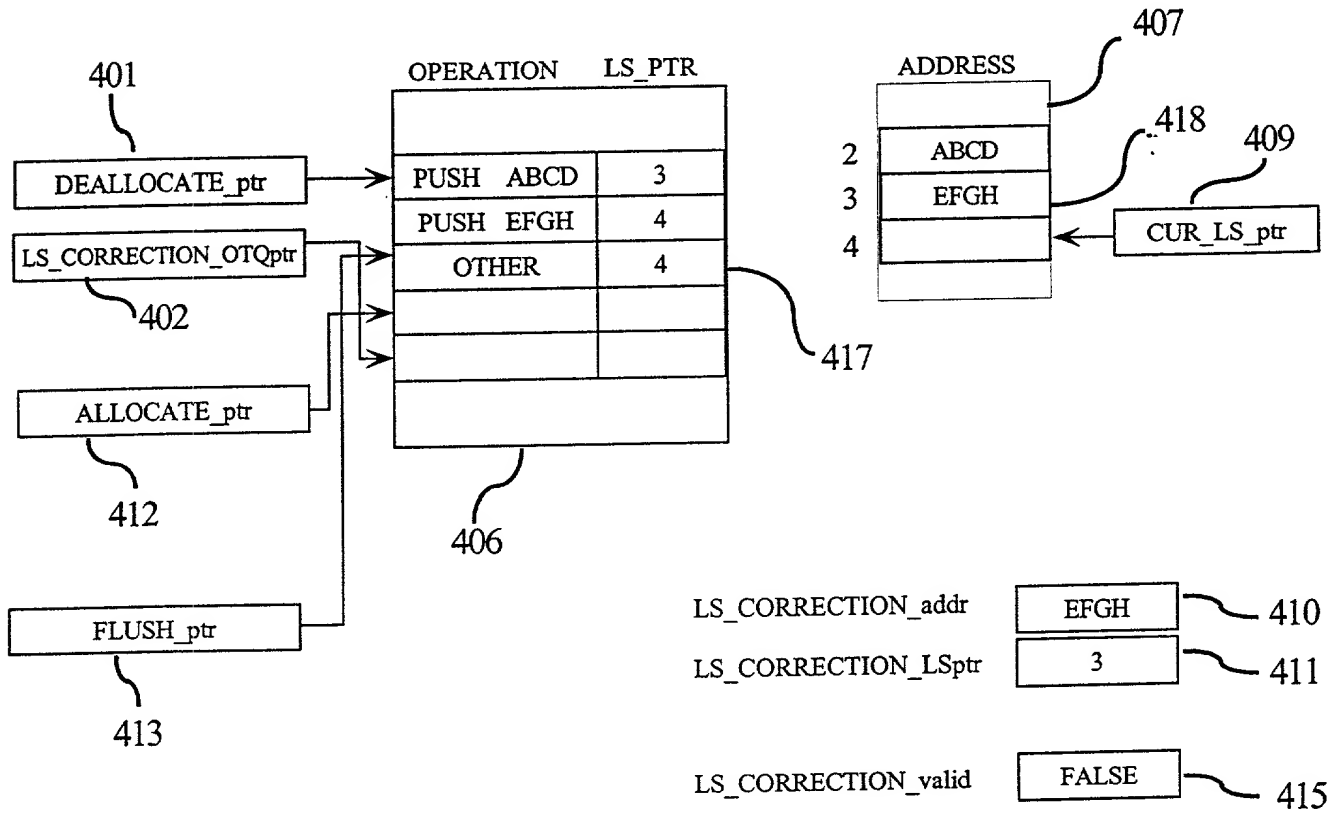 407
401
OPERATION LS_PTR
ADDRESS
418
409
DEALLOCATE_ptr
PUSH ABCD 3
2 ABCD
PUSH EFGH 4
3 EFGH
LS_CORRECTION_OTQptr
4
CUR_LS_ptr
OTHER 4
402
417
ALLOCATE_ptr
412
406
FLUSH_ptr
413
LS_CORRECTION_addr EFGH 410
LS_CORRECTION_LSptr 3 411
LS_CORRECTION_valid FALSE 415